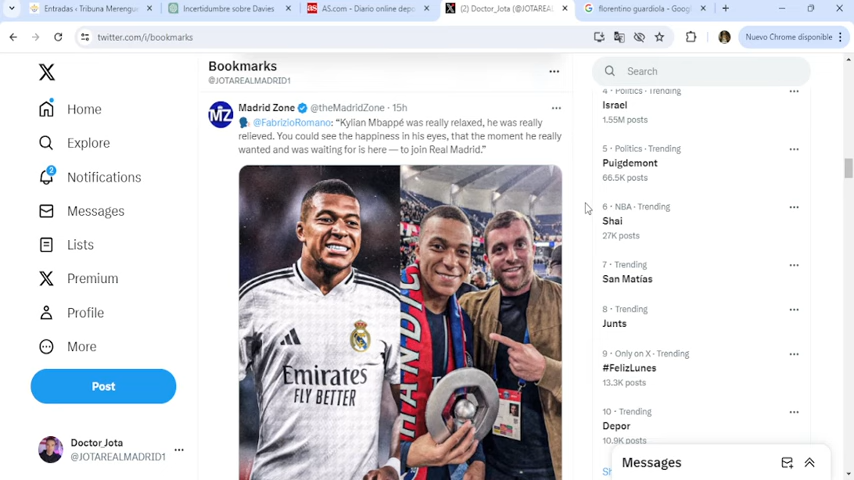 Entradas ‹ Tribuna Merengu
Incertidumbre sobre Davies
AS.com - Diario online depo
(2) Doctor_Jota (@JOTAREAL
florentino guardiola - Goog
twitter.com/i/bookmarks
Nuevo Chrome disponible
Home
Explore
2
Notifications
Messages
Lists
Premium
Profile
More
Post
Doctor_Jota
@JOTAREALMADRID1
Bookmarks
@JOTAREALMADRID1
Madrid Zone @theMadridZone · 15h
@FabrizioRomano: “Kylian Mbappé was really relaxed, he was really
relieved. You could see the happiness in his eyes, that the moment he really
wanted and was waiting for is here — to join Real Madrid.”
MZ
Emirates
FLY BETTER
Search
4 · Politics · Trending
Israel
1.55M posts
5 · Politics · Trending
Puigdemont
66.5K posts
6 · NBA · Trending
Shai
27K posts
7 · Trending
San Matías
8 · Trending
Junts
9 · Only on X · Trending
#FelizLunes
13.3K posts
10 · Trending
Depor
10.9K posts
Messages